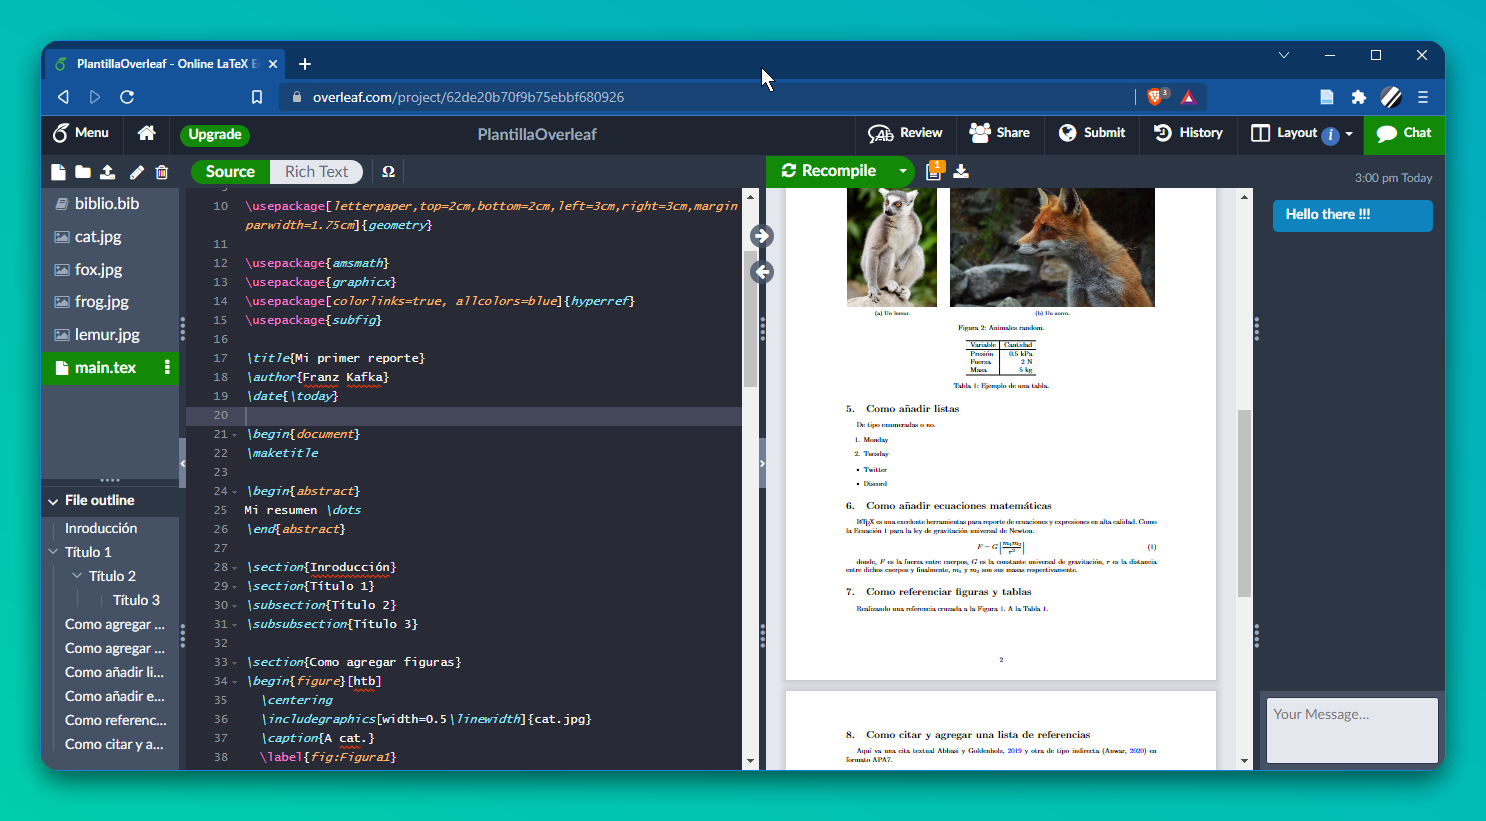 PlantillaOverleaf - Online LaTeX E
overleaf.com/project/62de20b70f9b75ebbf680926
3
Menu
Upgrade
PlantillaOverleaf
Review
Share
Submit
History
Layout
i
Chat
Source
Rich Text
Ω
Recompile
1
3:00 pm Today
biblio.bib
cat.jpg
fox.jpg
frog.jpg
lemur.jpg
main.tex
File outline
Inroducción
Título 1
Título 2
Título 3
Como agregar ...
Como agregar ...
Como añadir li...
Como añadir e...
Como referenc...
Como citar y a...
10 \usepackage[letterpaper,top=2cm,bottom=2cm,left=3cm,right=3cm,margin
parwidth=1.75cm]{geometry}
11
12 \usepackage{amsmath}
13 \usepackage{graphicx}
14 \usepackage[colorlinks=true, allcolors=blue]{hyperref}
15 \usepackage{subfig}
16
17 \title{Mi primer reporte}
18 \author{Franz Kafka}
19 \date{\today}
20
21 \begin{document}
22 \maketitle
23
24 \begin{abstract}
25 Mi resumen \dots
26 \end{abstract}
27
28 \section{Inroducción}
29 \section{Título 1}
30 \subsection{Título 2}
31 \subsubsection{Título 3}
32
33 \section{Como agregar figuras}
34 \begin{figure}[htb]
35 \centering
36 \includegraphics[width=0.5\linewidth]{cat.jpg}
37 \caption{A cat.}
38 \label{fig:Figura1}
(a) Un lemur.
(b) Un zorro.
Figura 2: Animales random.
Variable Cantidad
Presión 0.5 kPa
Fuerza 2 N
Masa 5 kg
Tabla 1: Ejemplo de una tabla.
5. Como añadir listas
De tipo enumeradas o no.
1. Monday
2. Tuesday
• Twitter
• Discord
6. Como añadir ecuaciones matemáticas
LaTeX es una excelente herramientas para reporte de ecuaciones y expresiones en alta calidad. Como
la Ecuación 1 para la ley de gravitación universal de Newton.
F = G [m₁m₂ / r²] (1)
donde, F es la fuerza entre cuerpos, G es la constante universal de gravitación, r es la distancia
entre dichos cuerpos y finalmente, m₁ y m₂ son sus masas respectivamente.
7. Como referenciar figuras y tablas
Realizando una referencia cruzada a la Figura 1. A la Tabla 1.
2
8. Como citar y agregar una lista de referencias
Aquí va una cita textual Abbasi y Goldenholz, 2019 y otra de tipo indirecta (Anwar, 2020) en
formato APA7.
Hello there !!!
Your Message...